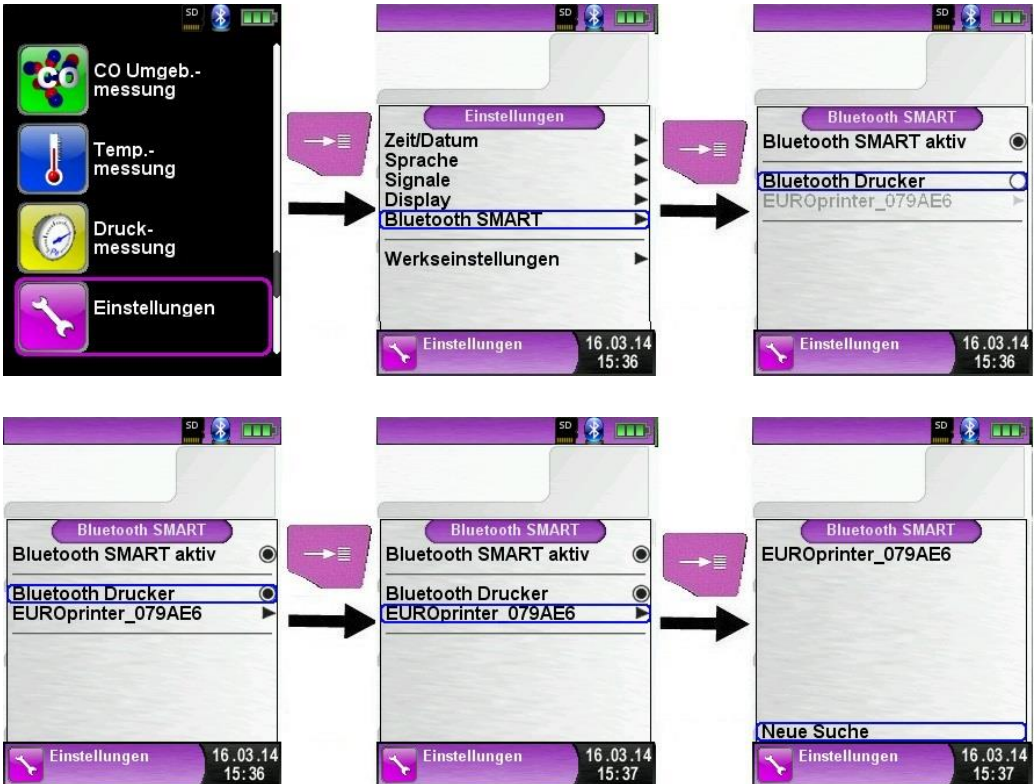 SD
CO Umgeb.-
messung
Temp.-
messung
Druck-
messung
Einstellungen
SD
Einstellungen
Zeit/Datum
Sprache
Signale
Display
Bluetooth SMART
Werkseinstellungen
Einstellungen
16.03.14
15:36
SD
Bluetooth SMART
Bluetooth SMART aktiv
Bluetooth Drucker
EUROprinter_079AE6
Einstellungen
16.03.14
15:36
SD
Bluetooth SMART
Bluetooth SMART aktiv
Bluetooth Drucker
EUROprinter_079AE6
Einstellungen
16.03.14
15:36
SD
Bluetooth SMART
Bluetooth SMART aktiv
Bluetooth Drucker
EUROprinter_079AE6
Einstellungen
16.03.14
15:37
SD
Bluetooth SMART
EUROprinter_079AE6
Neue Suche
Einstellungen
16.03.14
15:37